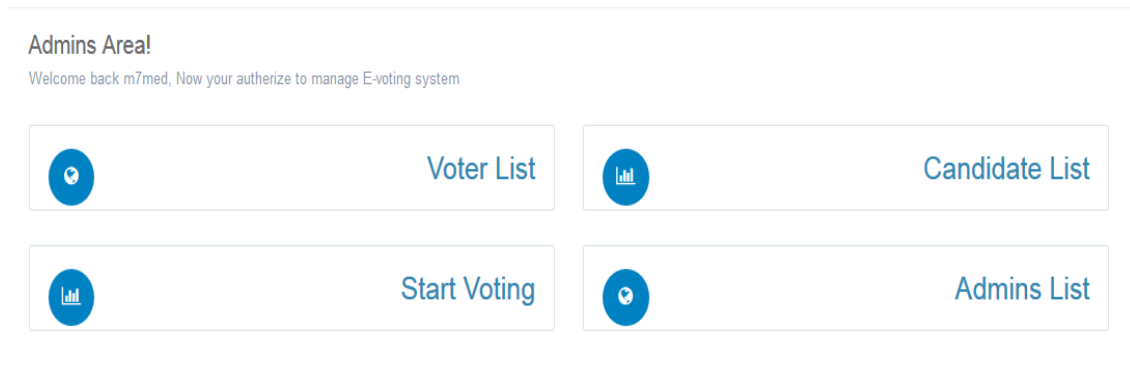 Admins Area!
Welcome back m7med, Now your autherize to manage E-voting system
Voter List
Candidate List
Start Voting
Admins List